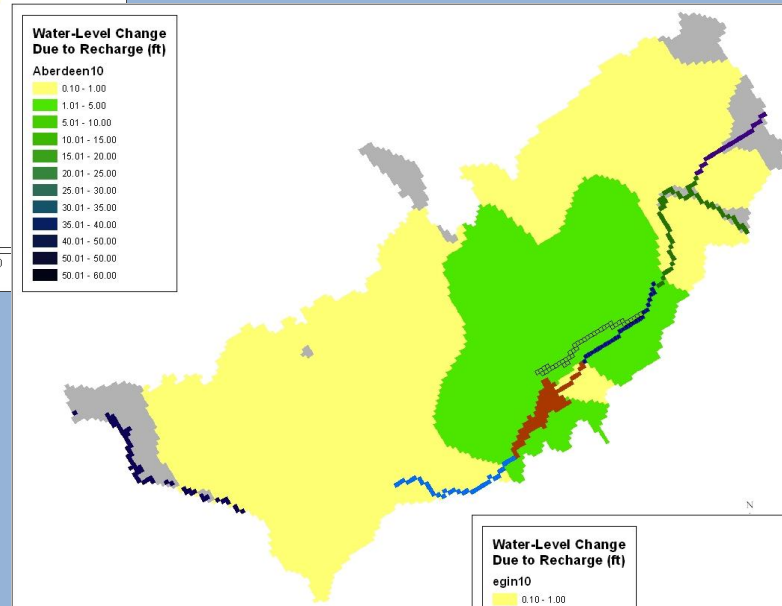 Water-Level Change
Due to Recharge (ft)
Aberdeen10
0.10 - 1.00
1.01 - 5.00
5.01 - 10.00
10.01 - 15.00
15.01 - 20.00
20.01 - 25.00
25.01 - 30.00
30.01 - 35.00
35.01 - 40.00
40.01 - 50.00
50.01 - 50.00
50.01 - 60.00
N
Water-Level Change
Due to Recharge (ft)
egin10
0.10 - 1.00